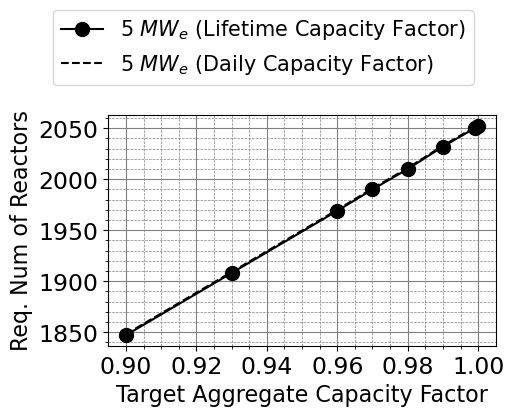 5 MWe (Lifetime Capacity Factor)
5 MWe (Daily Capacity Factor)
Req. Num of Reactors
2050
2000
1950
1900
1850
0.90 0.92 0.94 0.96 0.98 1.00
Target Aggregate Capacity Factor